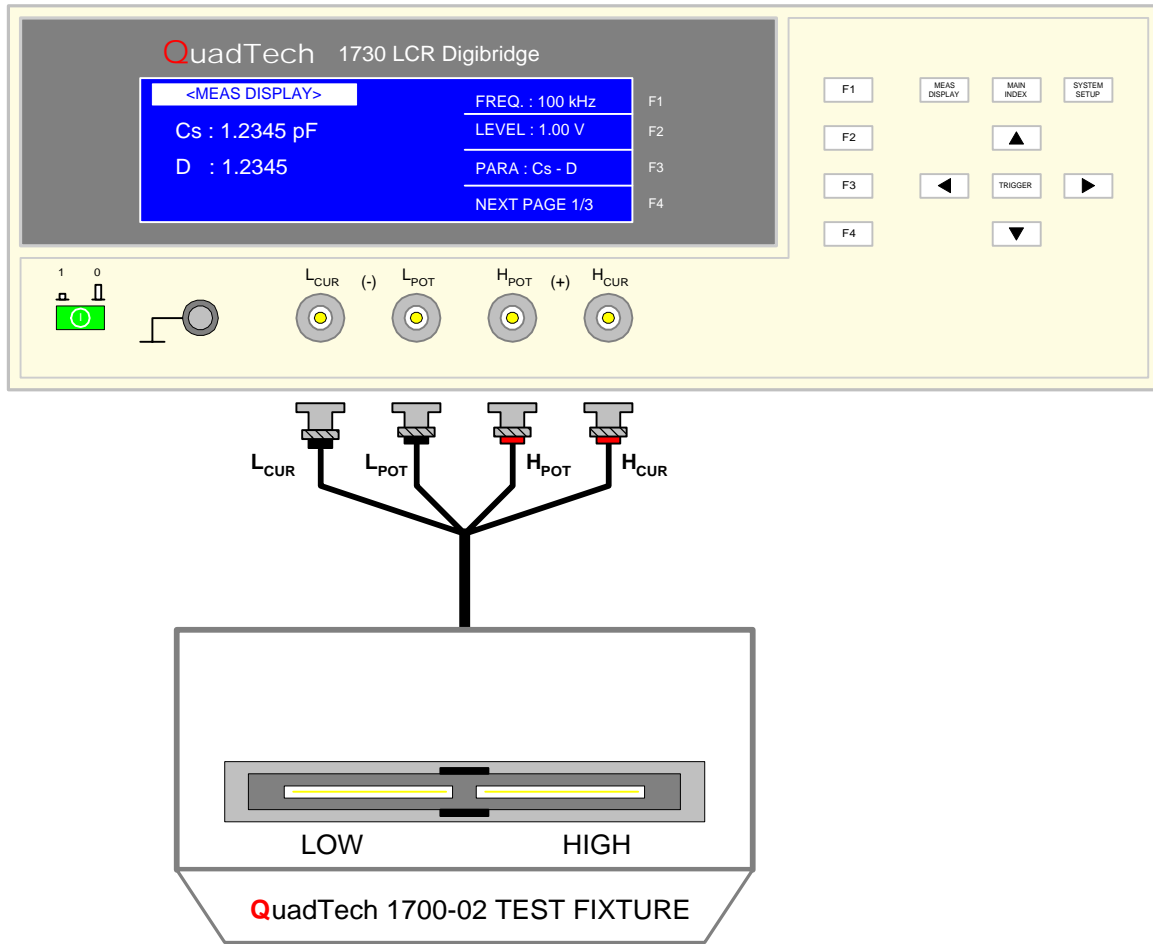 QuadTech 1730 LCR Digibridge
<MEAS DISPLAY>
Cs : 1.2345 pF
D : 1.2345
FREQ. : 100 kHz
LEVEL : 1.00 V
PARA : Cs - D
NEXT PAGE 1/3
F1
F2
F3
F4
F1
F2
F3
F4
MEAS
DISPLAY
MAIN
INDEX
SYSTEM
SETUP
TRIGGER
1 0
LCUR (-) LPOT HPOT (+) HCUR
LCUR LPOT HPOT HCUR
LOW HIGH
QuadTech 1700-02 TEST FIXTURE